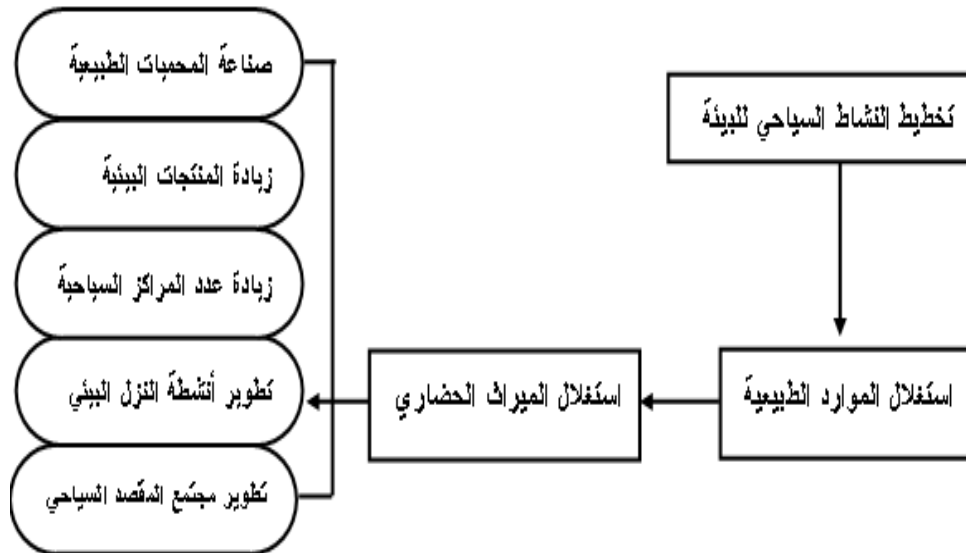 تخطيط النشاط السياحي للبيئة
استغلال الموارد الطبيعية
استغلال الميراث الحضاري
صناعة المحميات الطبيعية
زيادة المنتجات البيئية
زيادة عدد المراكز السياحية
تطوير أنشطة النزل البيئي
تطوير مجتمع المقصد السياحي